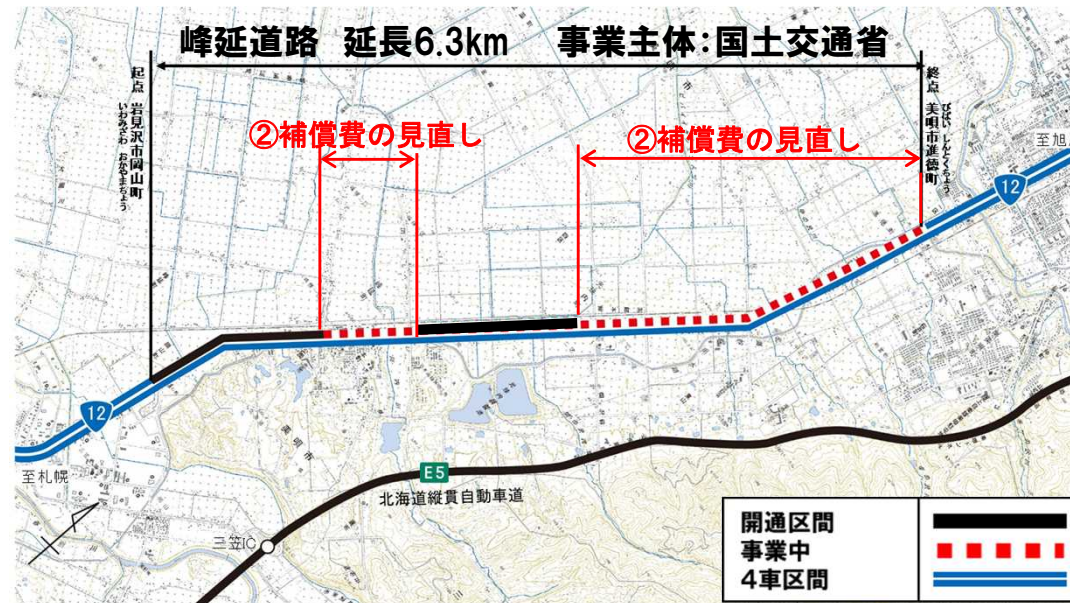 峰延道路 延長6.3km 事業主体:国土交通省
起点 岩見沢市岡山町
いわみざわ おかやまちょう
終点 美唄市進徳町
びばい しんとくちょう
②補償費の見直し
②補償費の見直し
至旭
12
12
至札幌
E5
北海道縦貫自動車道
三笠IC
開通区間
事業中
4車区間